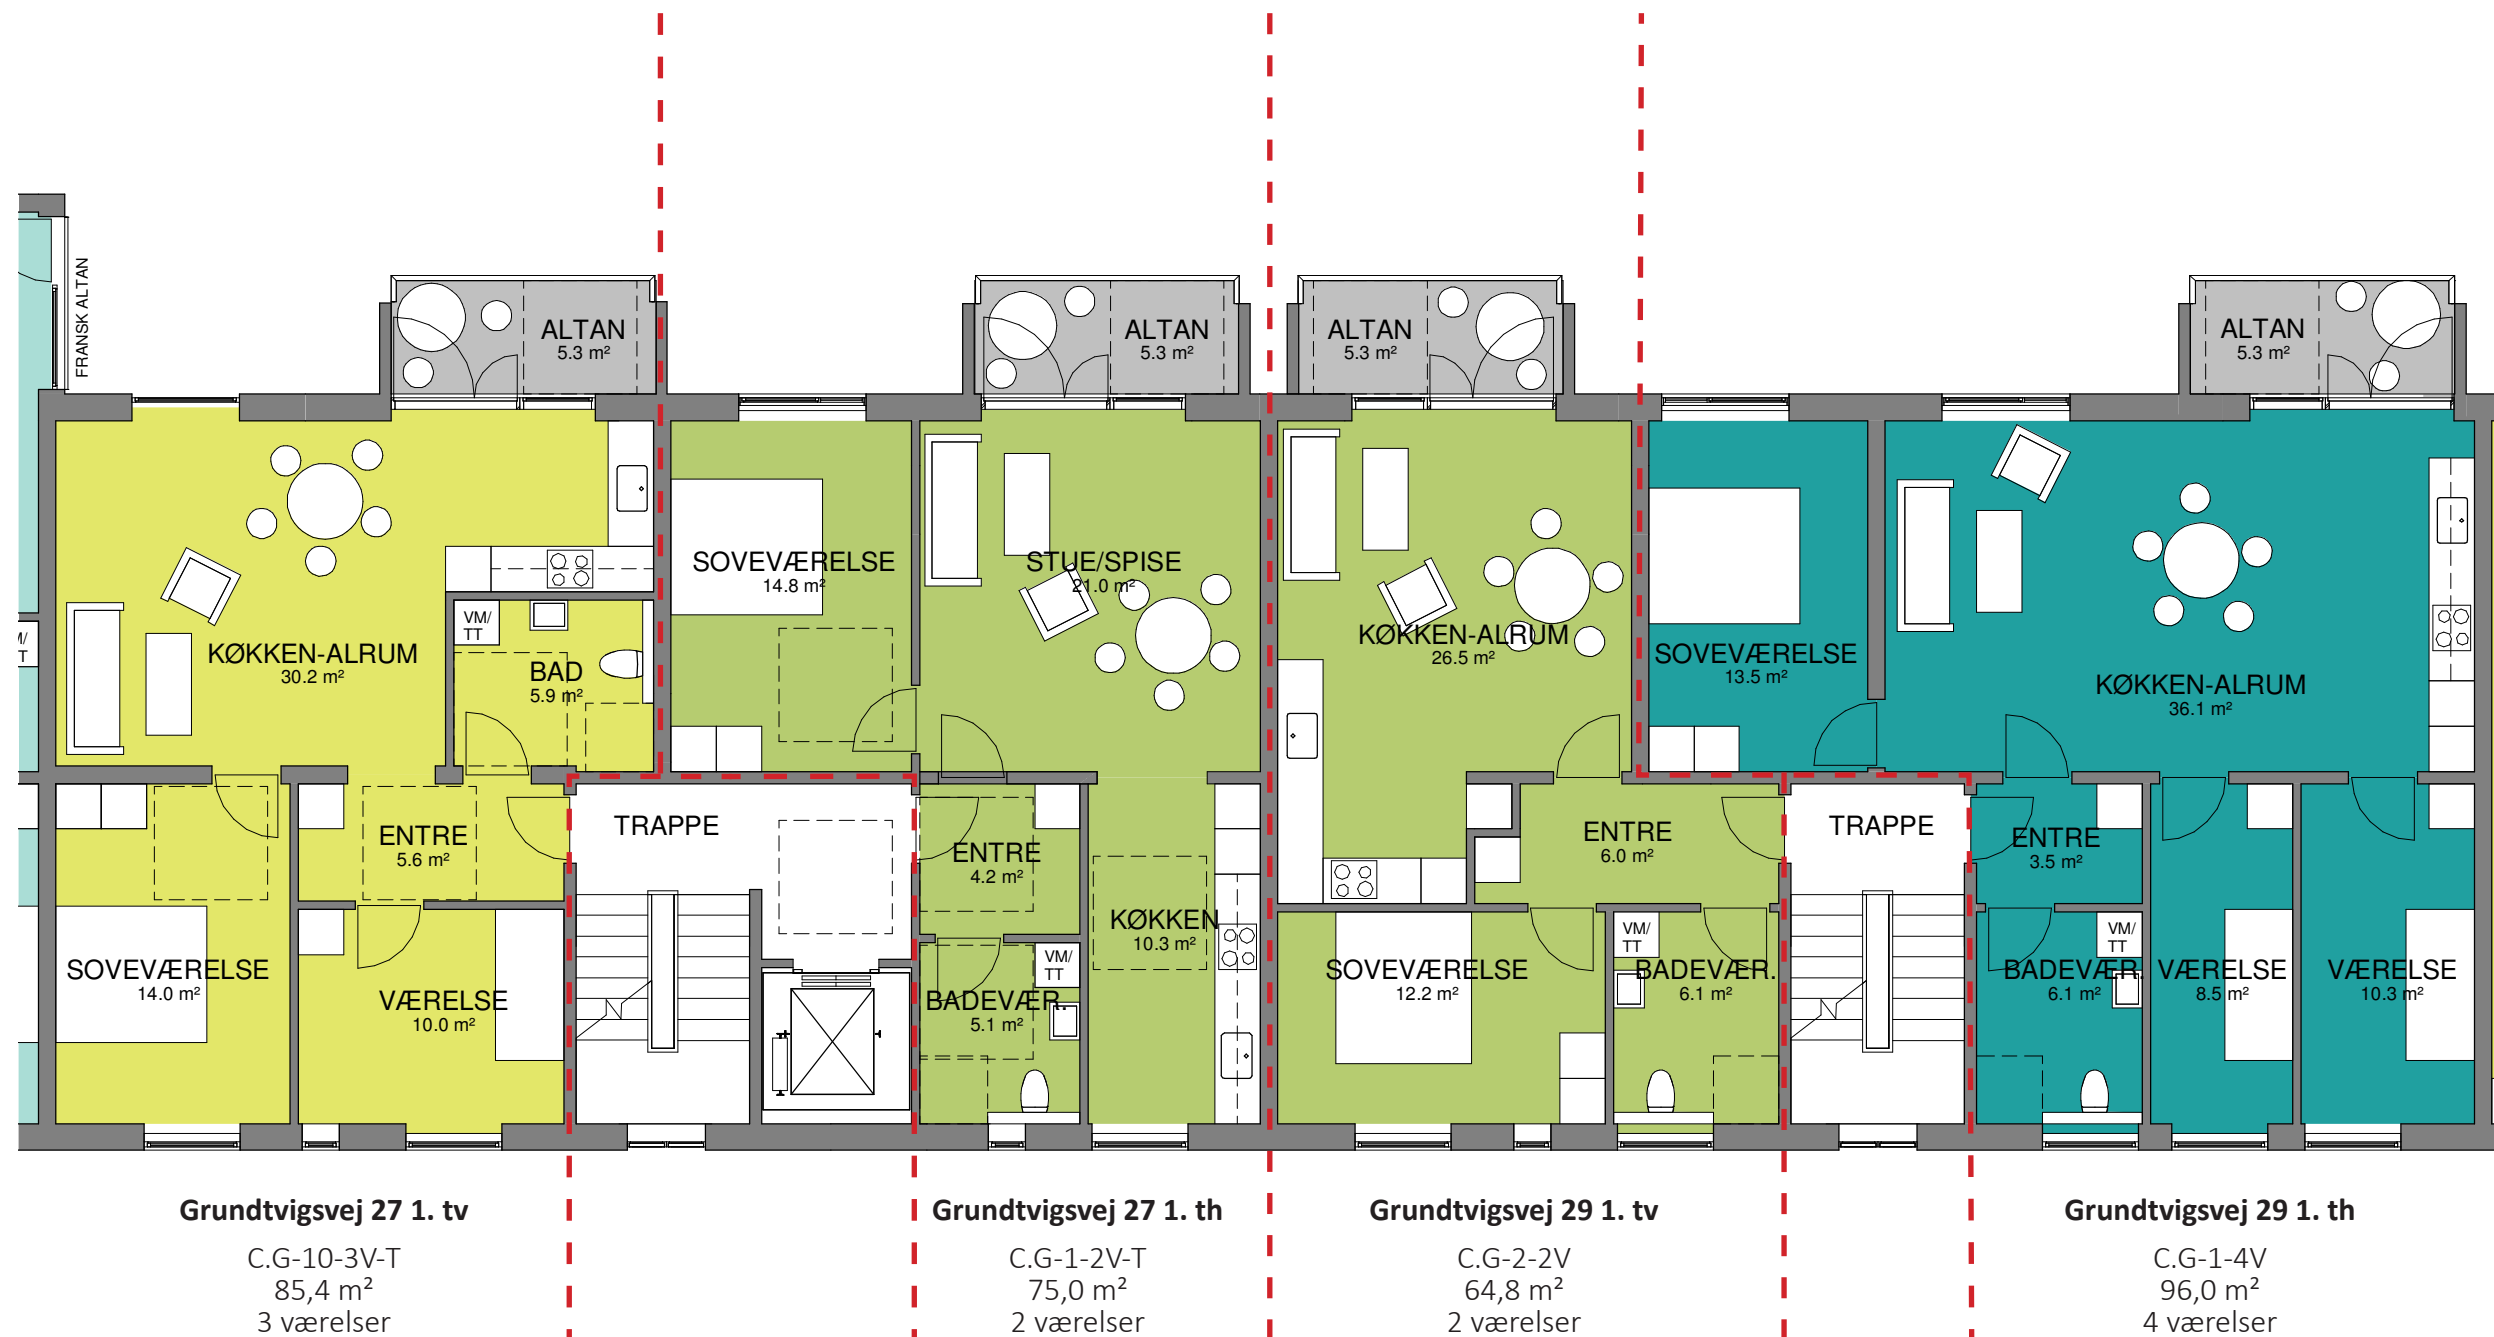 FRANSK ALTAN
ALTAN
5.3 m²
ALTAN
5.3 m²
ALTAN
5.3 m²
ALTAN
5.3 m²
KØKKEN-ALRUM
30.2 m²
VM/
TT
BAD
5.9 m²
SOVEVÆRELSE
14.8 m²
STUE/SPISE
21.0 m²
KØKKEN-ALRUM
26.5 m²
SOVEVÆRELSE
13.5 m²
KØKKEN-ALRUM
36.1 m²
ENTRE
5.6 m²
TRAPPE
ENTRE
4.2 m²
ENTRE
6.0 m²
TRAPPE
ENTRE
3.5 m²
SOVEVÆRELSE
14.0 m²
VÆRELSE
10.0 m²
VM/
TT
BADEVÆR.
5.1 m²
KØKKEN
10.3 m²
SOVEVÆRELSE
12.2 m²
VM/
TT
BADEVÆR.
6.1 m²
VM/
TT
BADEVÆR.
6.1 m²
VÆRELSE
8.5 m²
VÆRELSE
10.3 m²
Grundtvigsvej 27 1. tv
C.G-10-3V-T
85,4 m²
3 værelser
Grundtvigsvej 27 1. th
C.G-1-2V-T
75,0 m²
2 værelser
Grundtvigsvej 29 1. tv
C.G-2-2V
64,8 m²
2 værelser
Grundtvigsvej 29 1. th
C.G-1-4V
96,0 m²
4 værelser